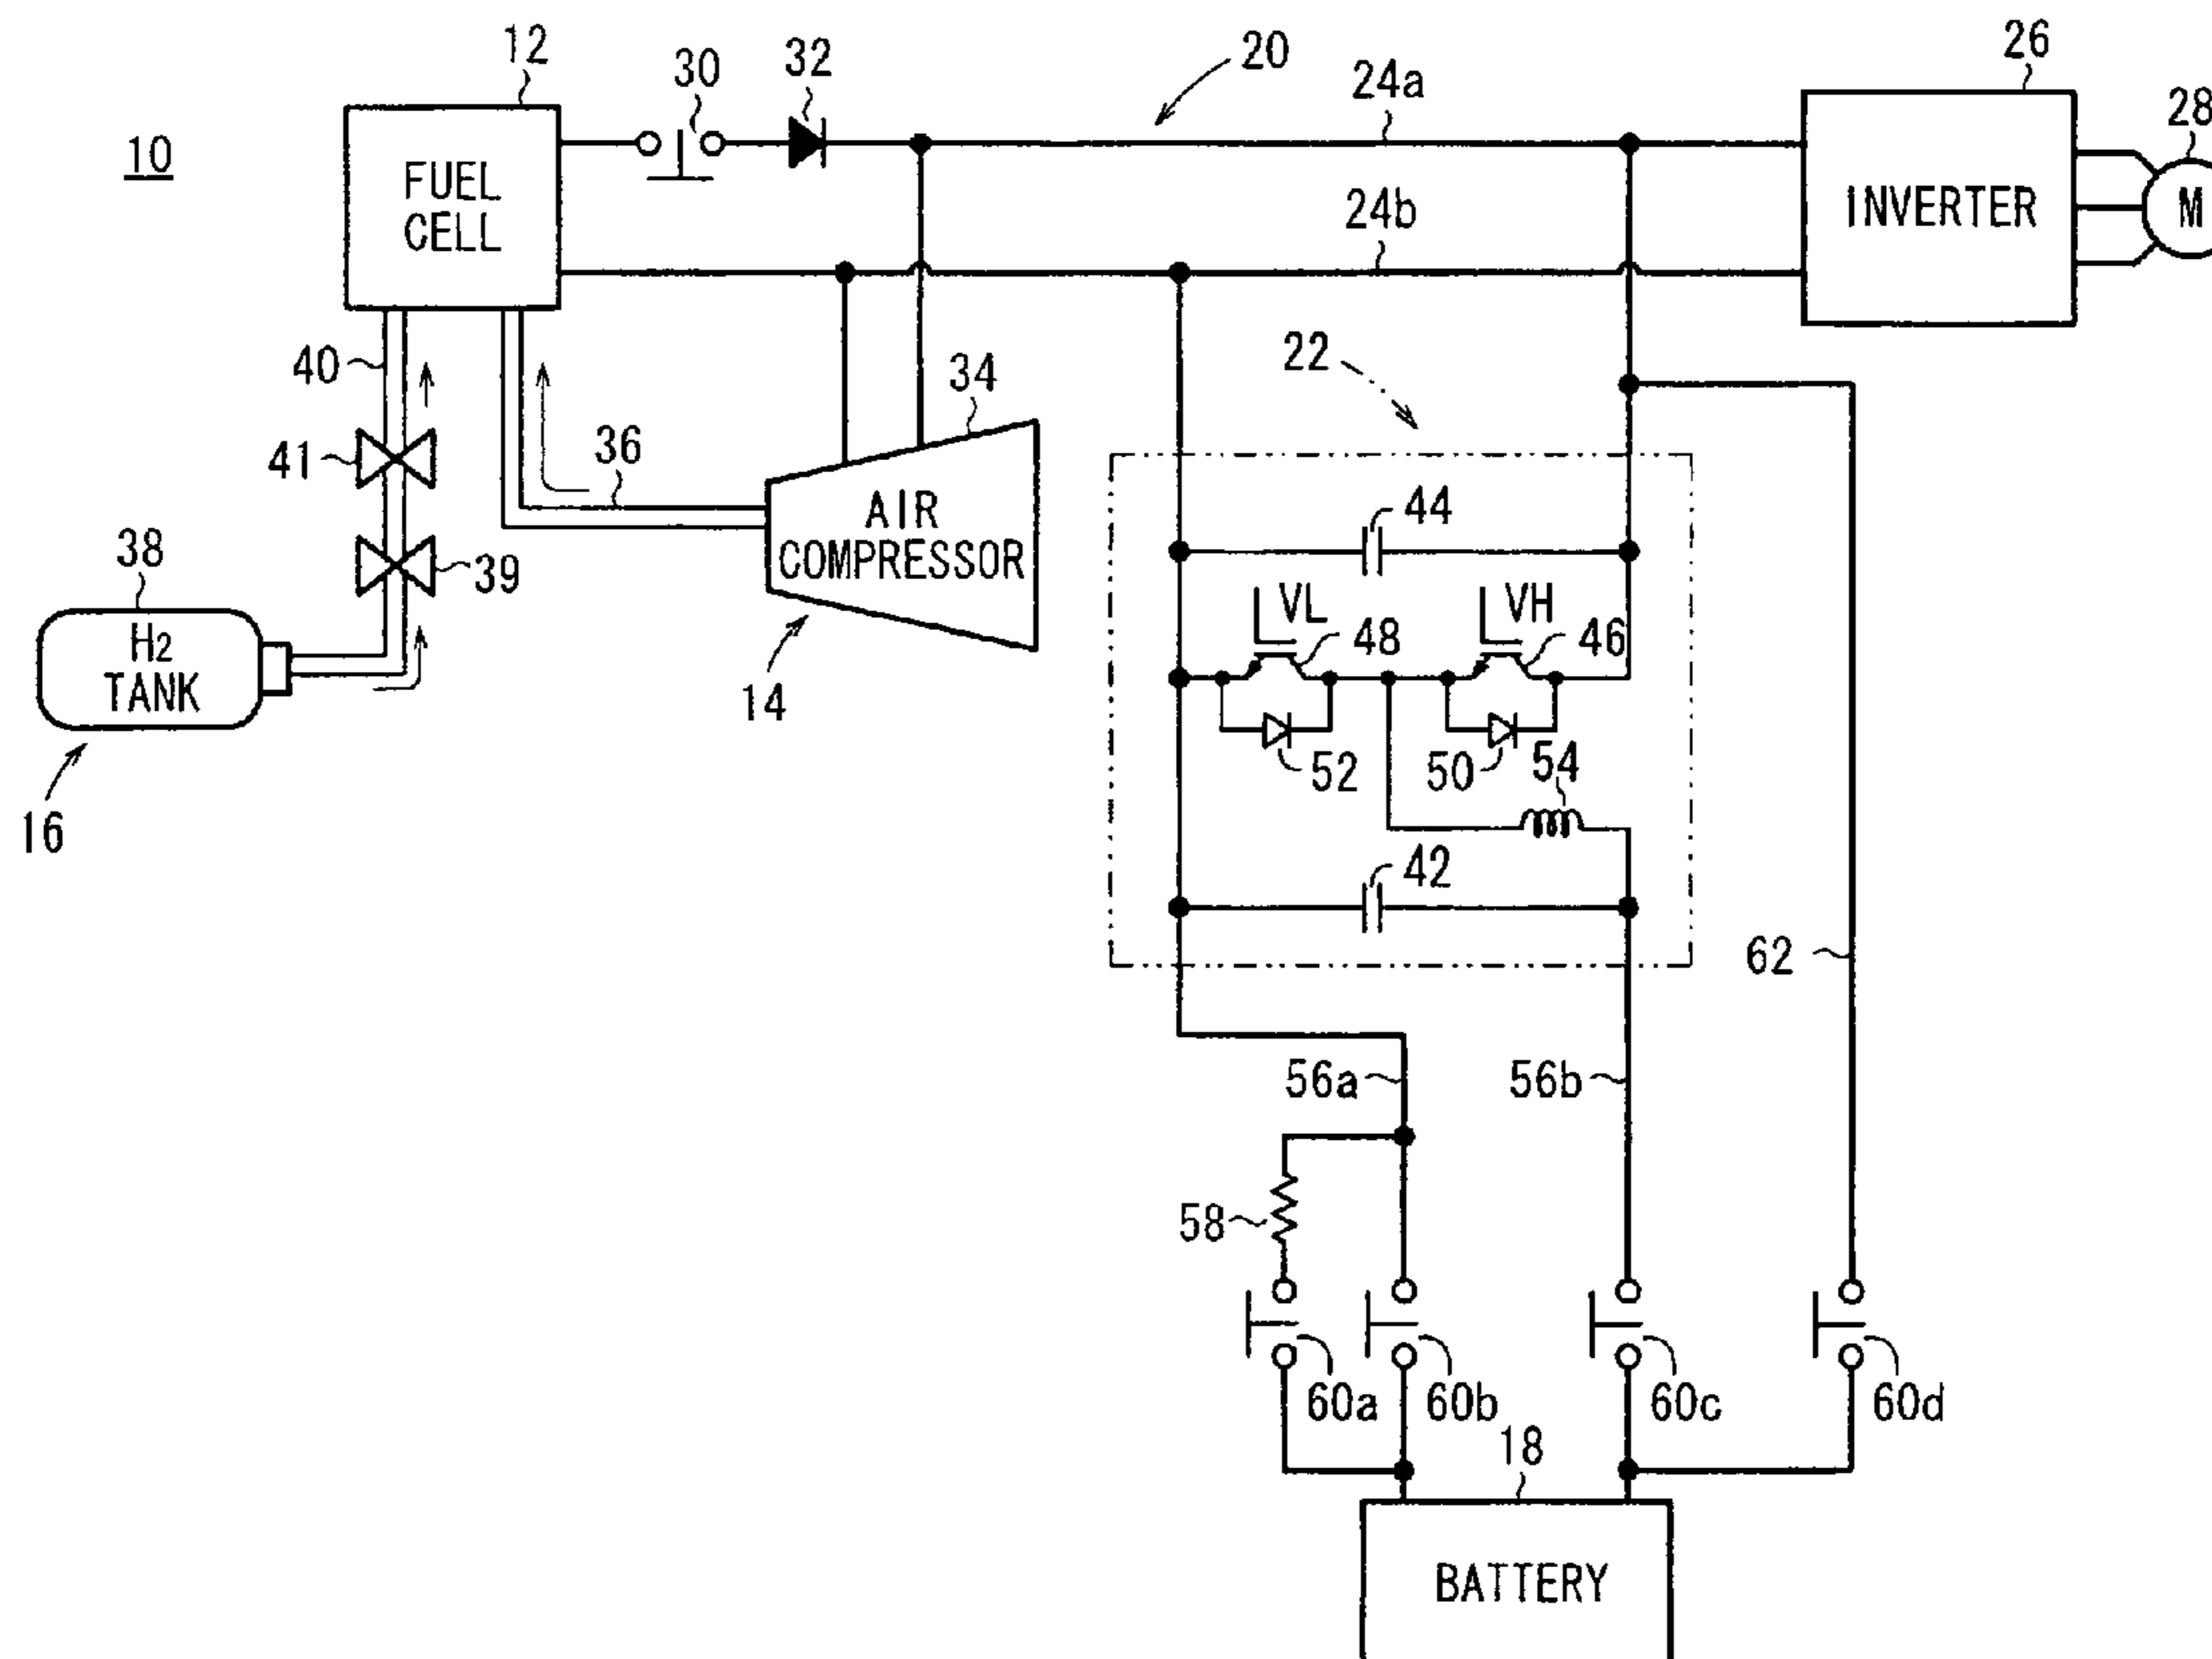 10
12
30
32
20
24a
26
28
FUEL
CELL
24b
INVERTER
M
22
40
34
41
36
AIR
COMPRESSOR
44
38
39
H2
TANK
VL
48
VH
46
14
52
50
54
16
42
62
56a
56b
58
60a
60b
60c
60d
18
BATTERY